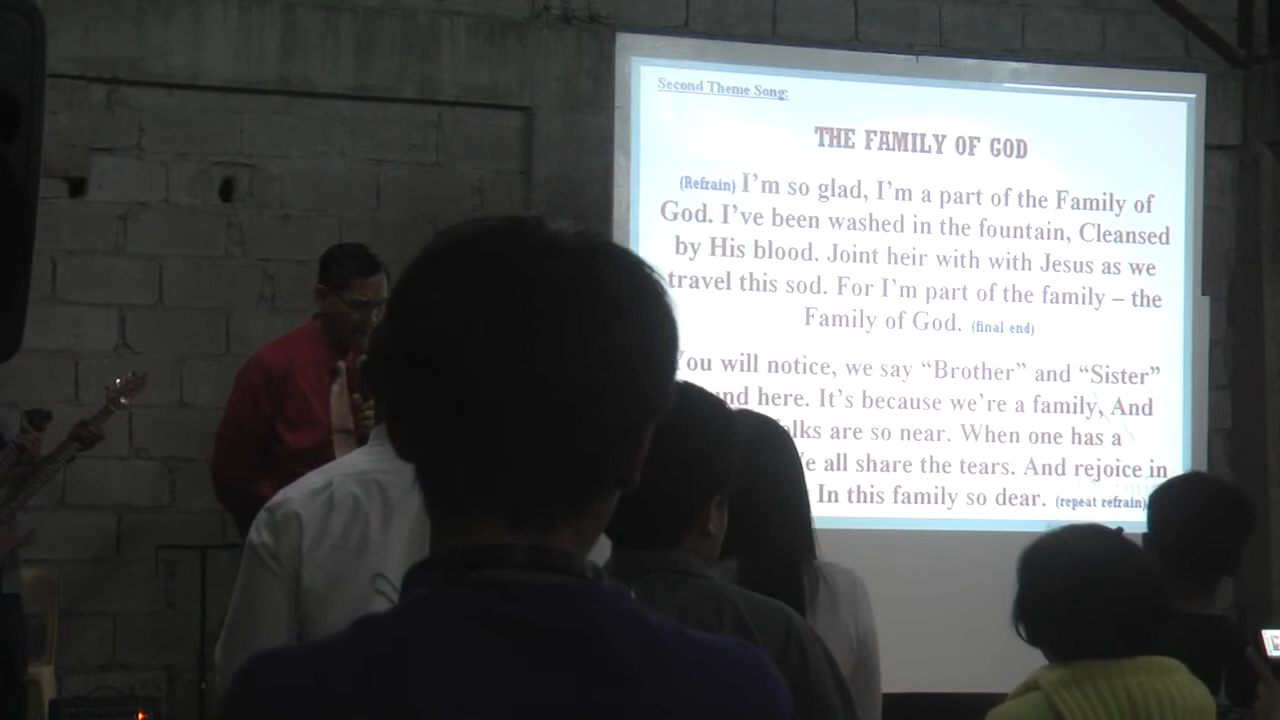 Second Theme Song:
THE FAMILY OF GOD
(Refrain) I'm so glad, I'm a part of the Family of
God. I've been washed in the fountain, Cleansed
by His blood. Joint heir with with Jesus as we
travel this sod. For I'm part of the family – the
Family of God. (final end)
You will notice, we say “Brother” and “Sister”
here. It's because we're a family, And
are so near. When one has a
all share the tears. And rejoice in
In this family so dear. (repeat refrain)